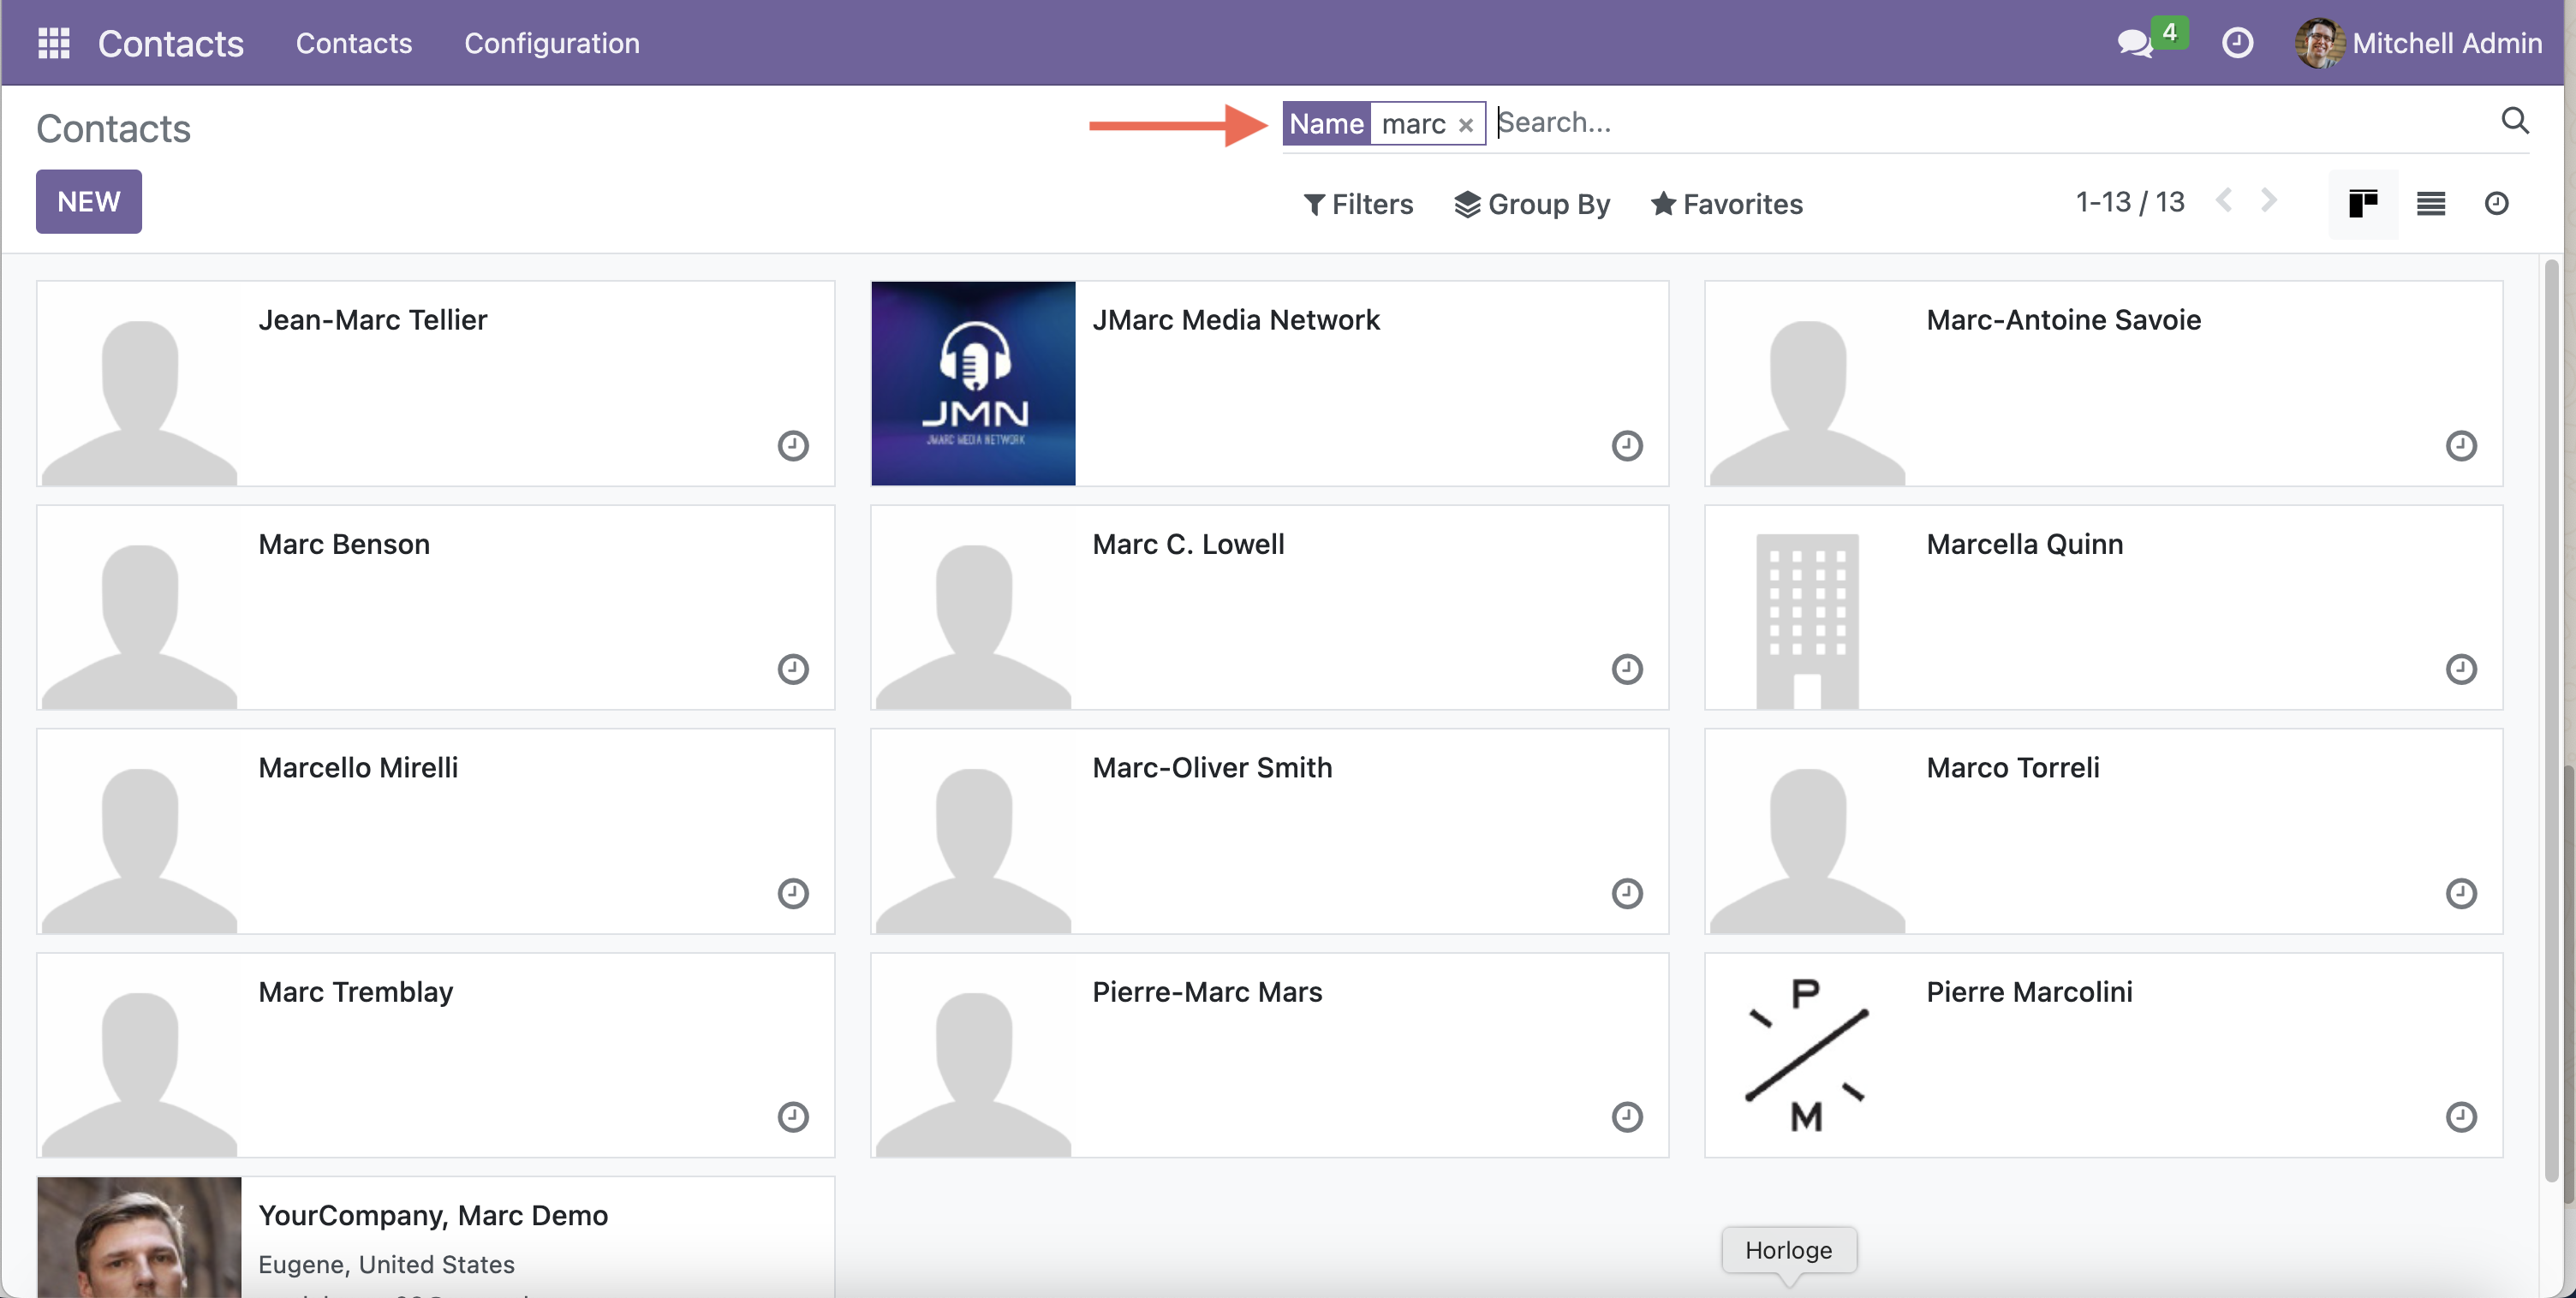 Contacts Contacts Configuration 4 Mitchell Admin
Contacts Name marc × Search...
NEW Filters Group By Favorites 1-13 / 13
Jean-Marc Tellier
JMN
JMARC MEDIA NETWORK
JMarc Media Network
Marc-Antoine Savoie
Marc Benson
Marc C. Lowell
Marcella Quinn
Marcello Mirelli
Marc-Oliver Smith
Marco Torreli
Marc Tremblay
Pierre-Marc Mars
P
M
Pierre Marcolini
YourCompany, Marc Demo
Eugene, United States
Horloge